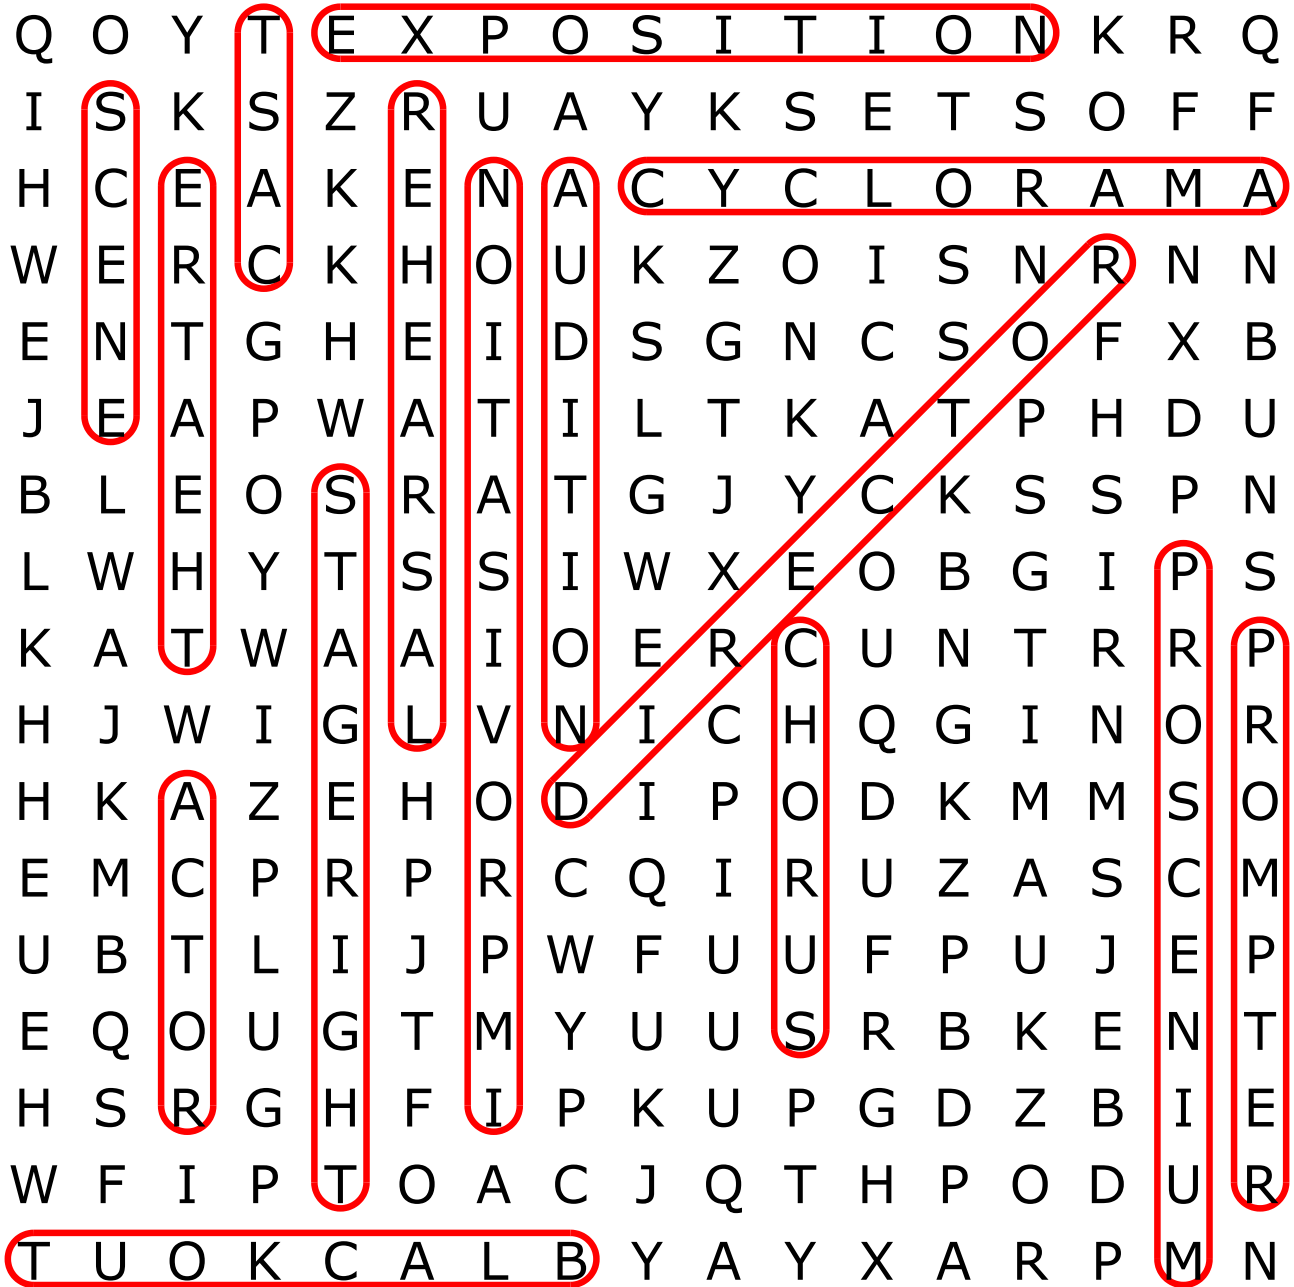 Q O Y T E X P O S I T I O N K R Q
I S K S Z R U A Y K S E T S O F F
H C E A K E N A C Y C L O R A M A
W E R C K H O U K Z O I S N R N N
E N T G H E I D S G N C S O F X B
J E A P W A T I L T K A T P H D U
B L E O S R A T G J Y C K S S P N
L W H Y T S S I W X E O B G I P S
K A T W A A I O E R C U N T R R P
H J W I G L V N I C H Q G I N O R
H K A Z E H O D I P O D K M M S O
E M C P R P R C Q I R U Z A S C M
U B T L I J P W F U U F P U J E P
E Q O U G T M Y U U S R B K E N T
H S R G H F I P K U P G D Z B I E
W F I P T O A C J Q T H P O D U R
T U O K C A L B Y A Y X A R P M N